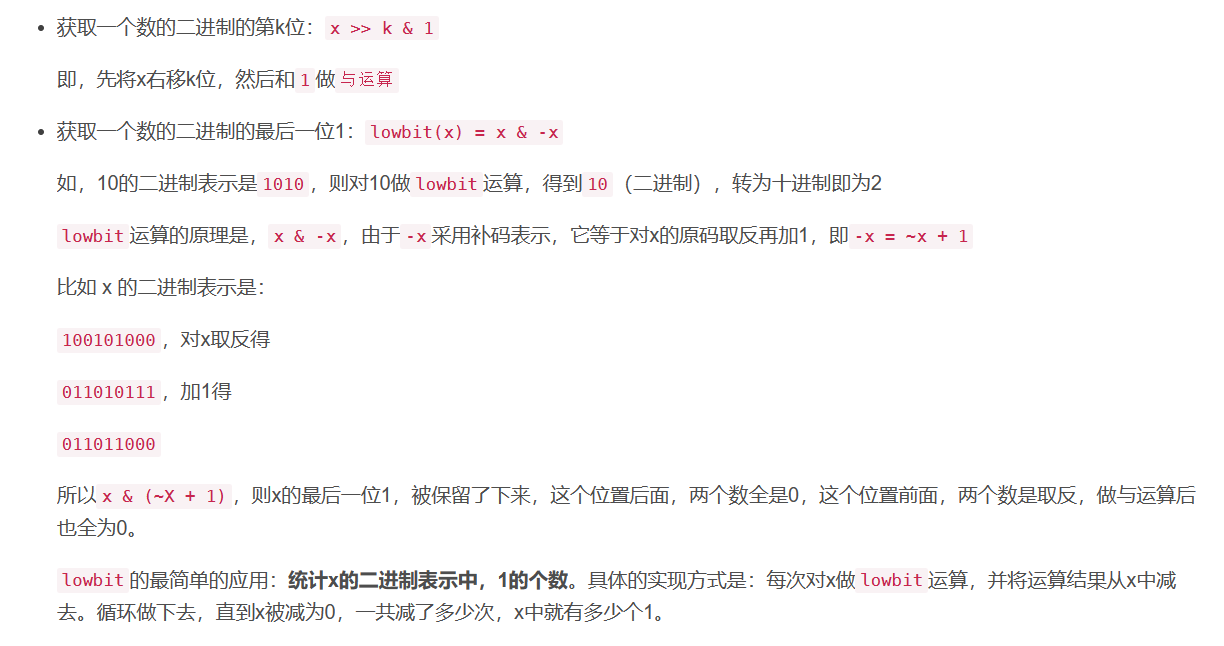 获取一个数的二进制的第k位：x >> k & 1
即，先将x右移k位，然后和1做与运算
获取一个数的二进制的最后一位1：lowbit(x) = x & -x
如，10的二进制表示是1010，则对10做lowbit运算，得到10（二进制），转为十进制即为2
lowbit运算的原理是，x & -x，由于-x采用补码表示，它等于对x的原码取反再加1，即-x = ~x + 1
比如 x 的二进制表示是：
100101000，对x取反得
011010111，加1得
011011000
所以x & (~X + 1)，则x的最后一位1，被保留了下来，这个位置后面，两个数全是0，这个位置前面，两个数是取反，做与运算后
也全为0。
lowbit的最简单的应用：统计x的二进制表示中，1的个数。具体的实现方式是：每次对x做lowbit运算，并将运算结果从x中减
去。循环做下去，直到x被减为0，一共减了多少次，x中就有多少个1。